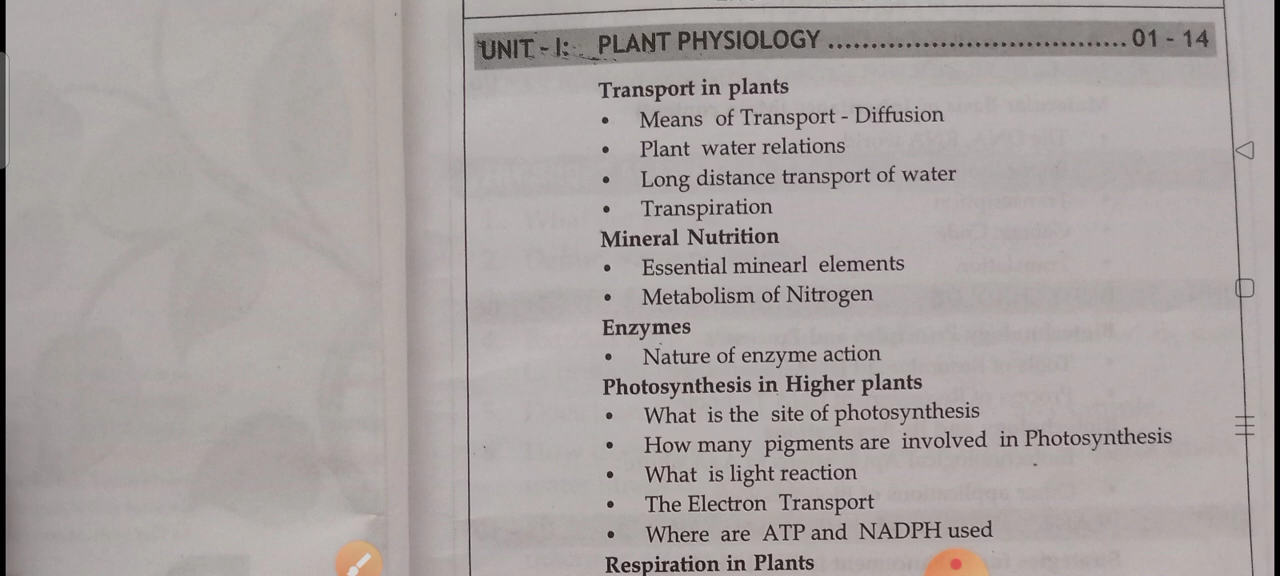 UNIT - I: PLANT PHYSIOLOGY .................................... 01 - 14
Transport in plants
• Means of Transport - Diffusion
• Plant water relations
• Long distance transport of water
• Transpiration
Mineral Nutrition
• Essential minearl elements
• Metabolism of Nitrogen
Enzymes
• Nature of enzyme action
Photosynthesis in Higher plants
• What is the site of photosynthesis
• How many pigments are involved in Photosynthesis
• What is light reaction
• The Electron Transport
• Where are ATP and NADPH used
Respiration in Plants